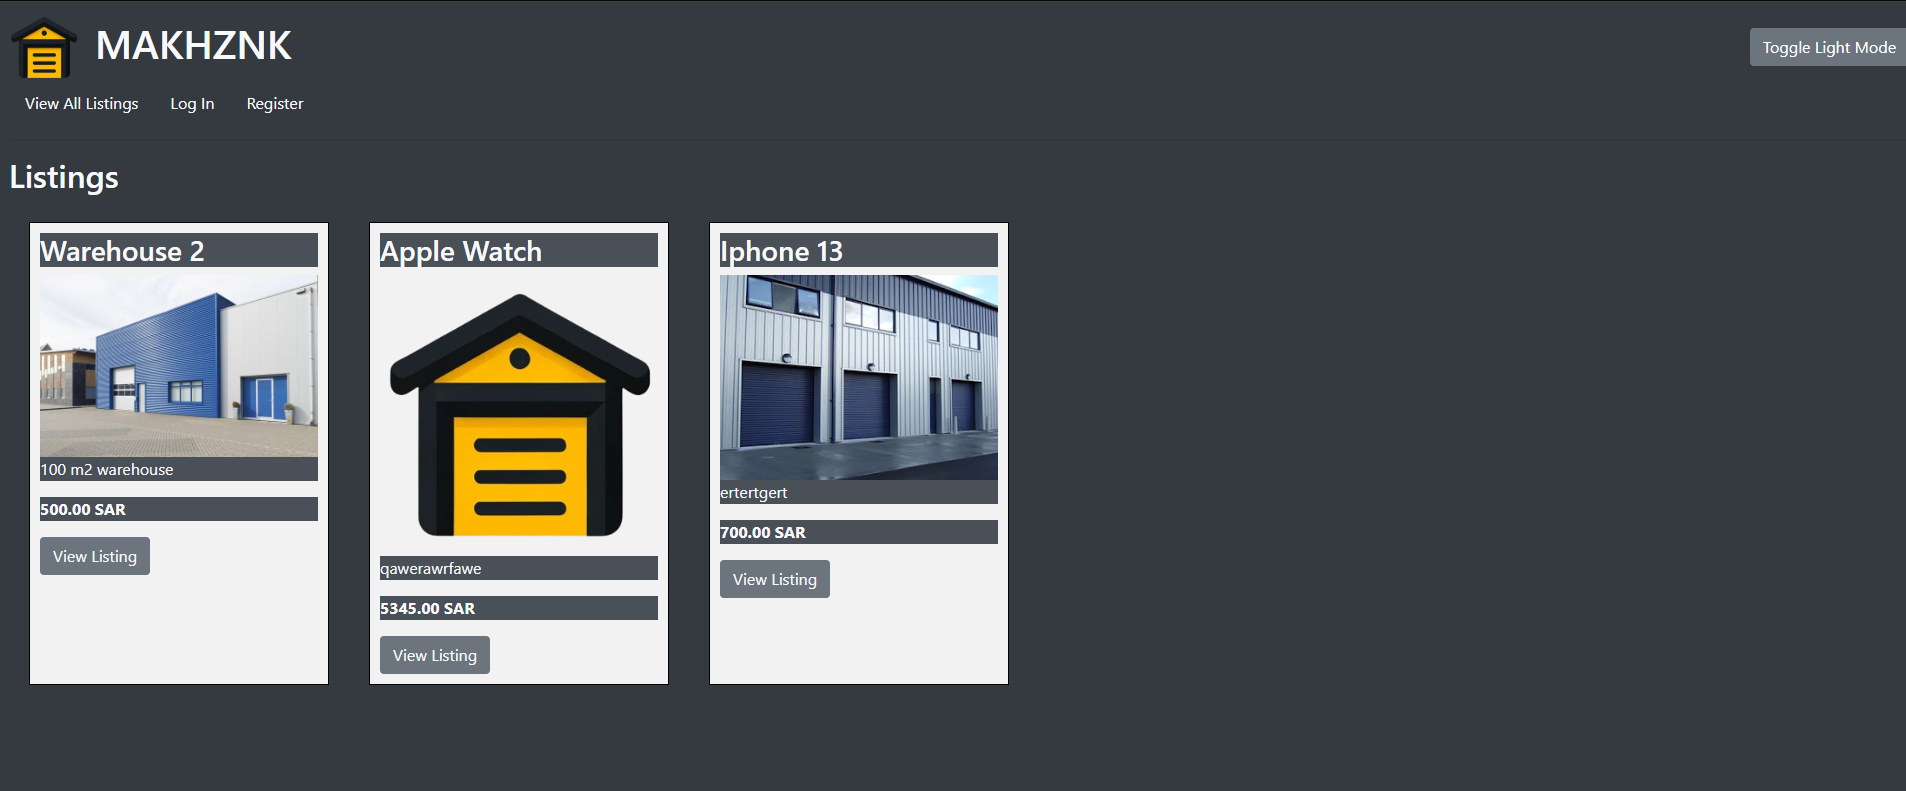 MAKHZNK
Toggle Light Mode
View All Listings Log In Register
Listings
Warehouse 2
100 m2 warehouse
500.00 SAR
View Listing
Apple Watch
qawerawrfawe
5345.00 SAR
View Listing
Iphone 13
ertertgert
700.00 SAR
View Listing